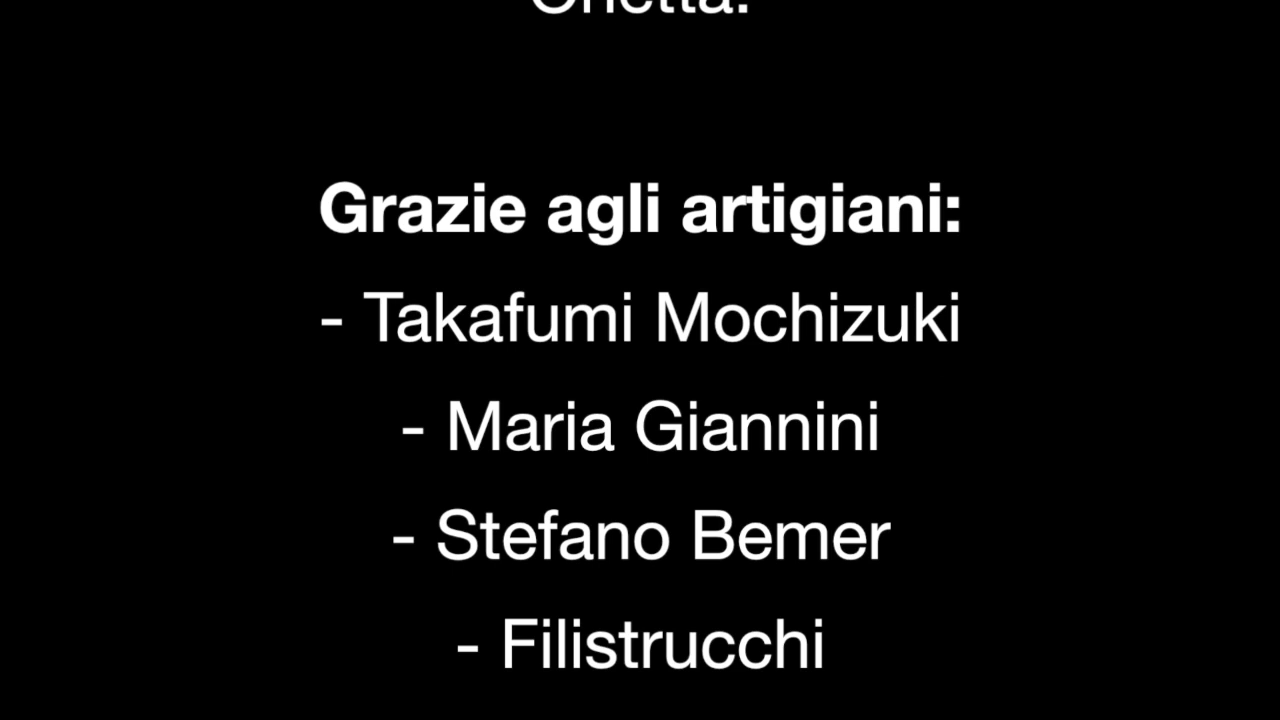 Grazie agli artigiani:
- Takafumi Mochizuki
- Maria Giannini
- Stefano Bemer
- Filistrucchi